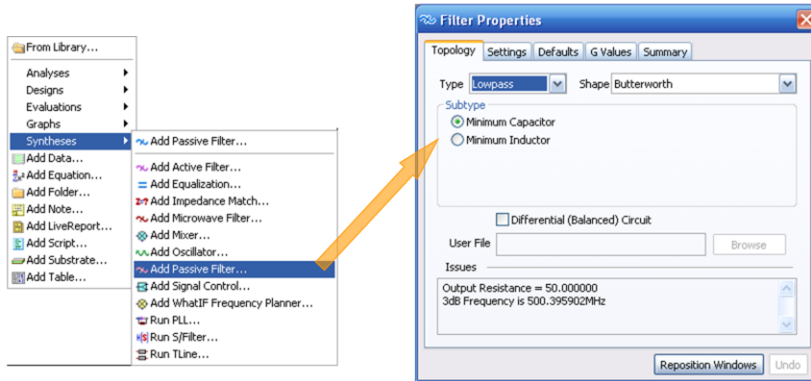 From Library...
Analyses
Designs
Evaluations
Graphs
Syntheses
Add Data...
Add Equation...
Add Folder...
Add Note...
Add LiveReport...
Add Script...
Add Substrate...
Add Table...
Add Passive Filter...
Add Active Filter...
Add Equalization...
Add Impedance Match...
Add Microwave Filter...
Add Mixer...
Add Oscillator...
Add Passive Filter...
Add Signal Control...
Add WhatIF Frequency Planner...
Run PLL...
Run S/Filter...
Run TLine...
Filter Properties
Topology Settings Defaults G Values Summary
Type Lowpass Shape Butterworth
Subtype
Minimum Capacitor
Minimum Inductor
Differential (Balanced) Circuit
User File Browse
Issues
Output Resistance = 50.000000
3dB Frequency is 500.395902MHz
Reposition Windows Undo